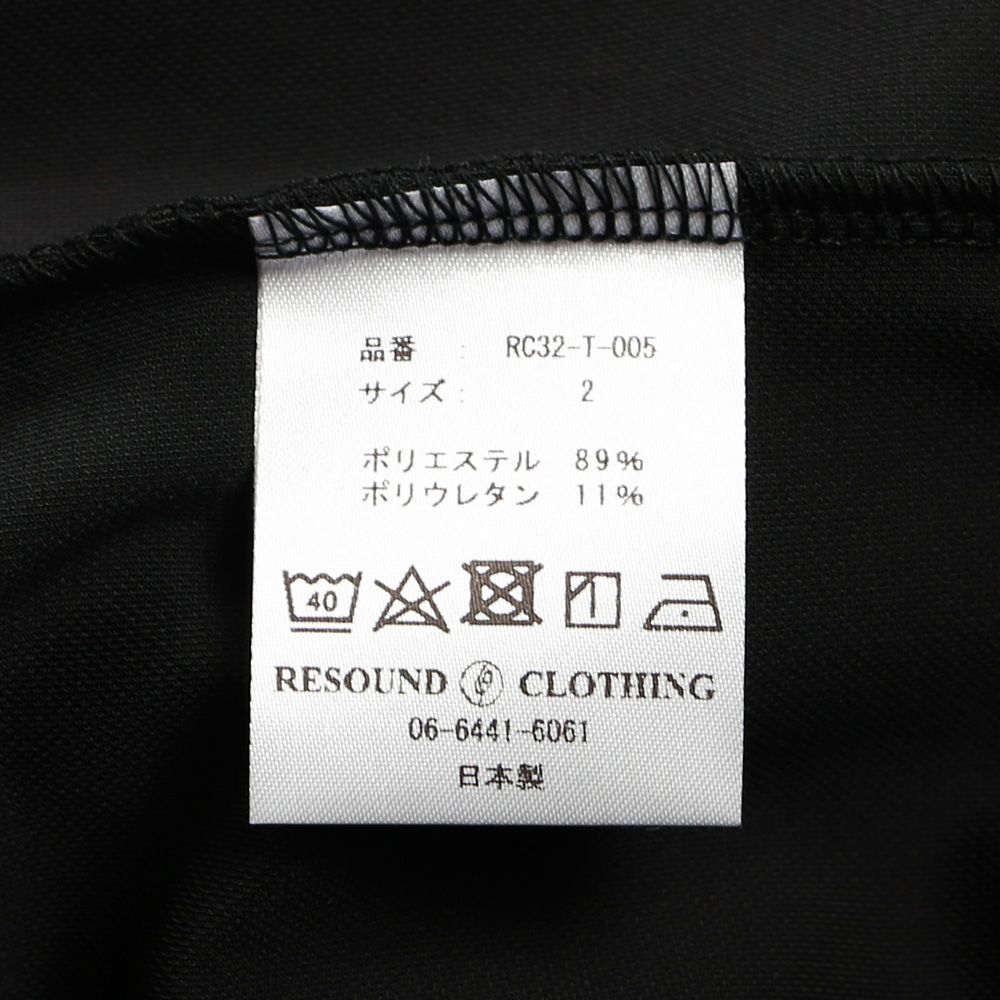 品番 : RC32-T-005
サイズ : 2
ポリエステル 89%
ポリウレタン 11%
40
RESOUND CLOTHING
06-6441-6061
日本製